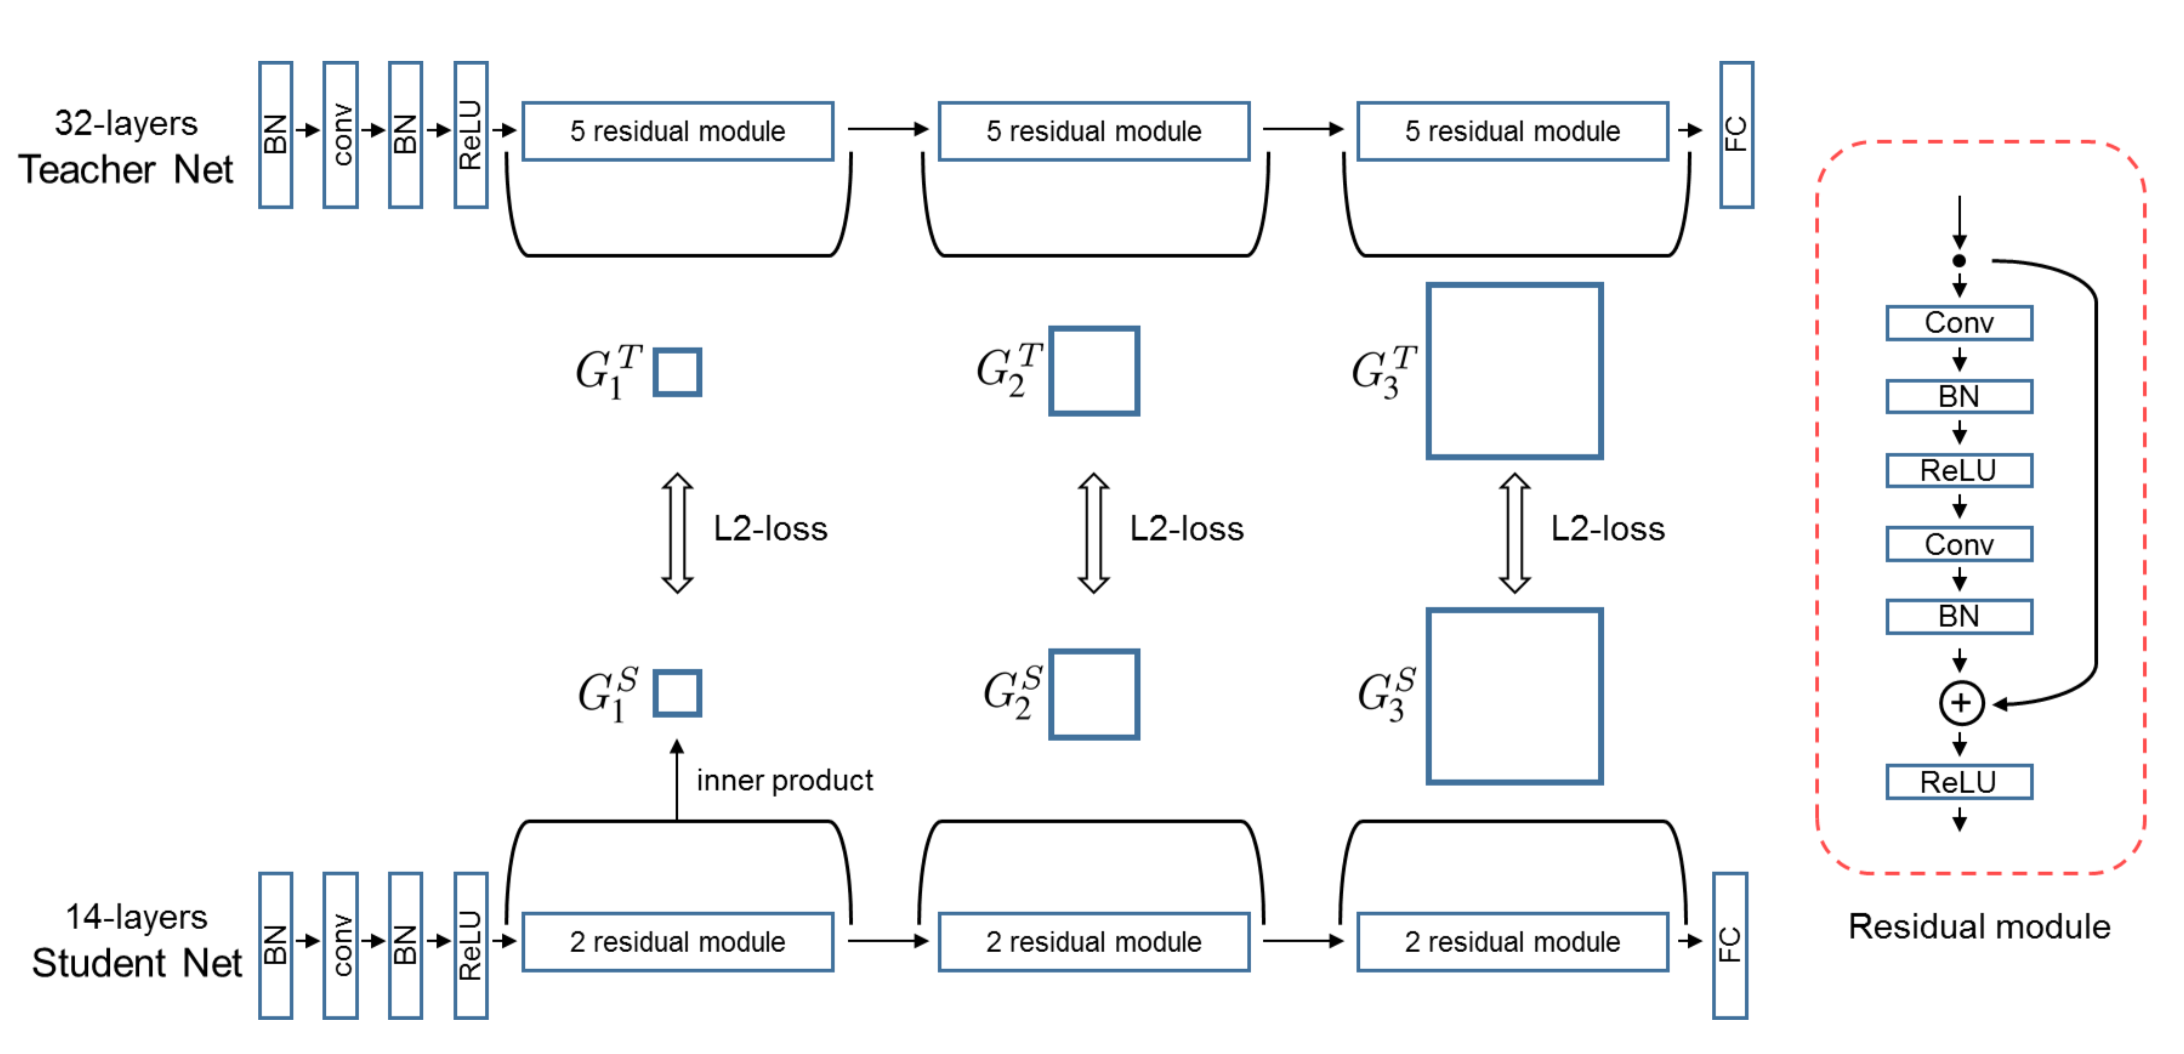 32-layers
Teacher Net
BN
conv
BN
ReLU
5 residual module
5 residual module
5 residual module
FC
G_1^T
G_2^T
G_3^T
L2-loss
L2-loss
L2-loss
G_1^S
G_2^S
G_3^S
inner product
14-layers
Student Net
BN
conv
BN
ReLU
2 residual module
2 residual module
2 residual module
FC
Conv
BN
ReLU
Conv
BN
+
ReLU
Residual module